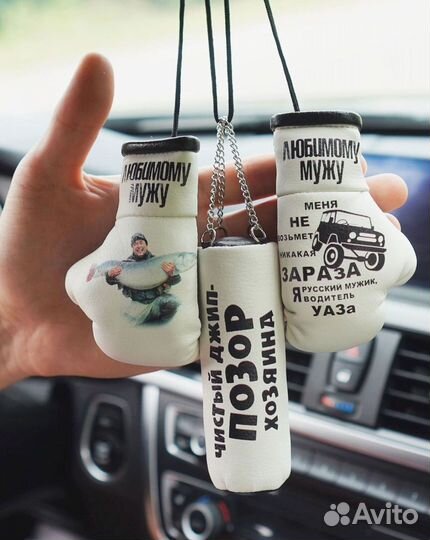 ЛЮБИМОМУ
МУЖУ
ЛЮБИМОМУ
МУЖУ
МЕНЯ
НЕ
ВОЗЬМЕТ
НИКАКАЯ
ЗАРАЗА
Я РУССКИЙ МУЖИК,
ВОДИТЕЛЬ
УАЗа
ЧИСТЫЙ ДЖИП-
ПОЗОР
ХОЗЯИНА
Avito